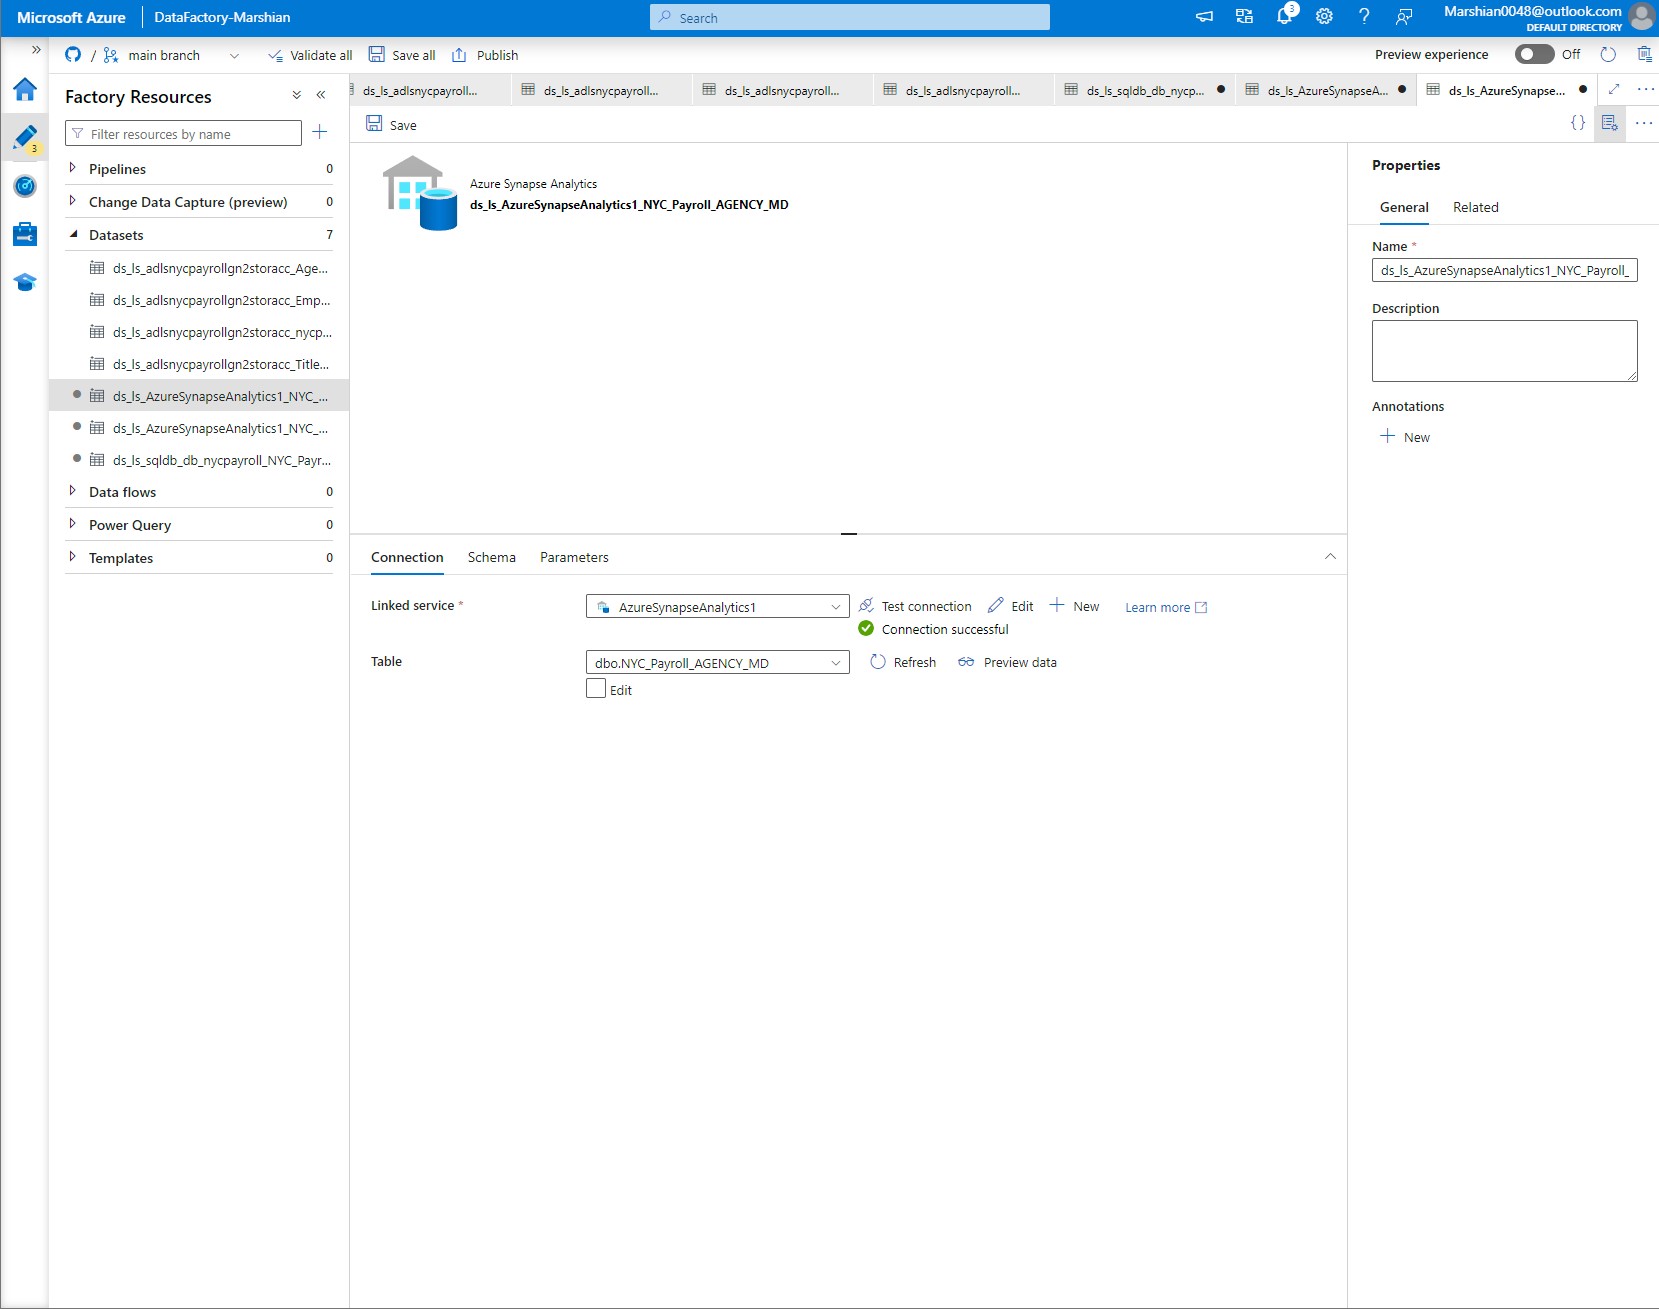 Microsoft Azure
DataFactory-Marshian
Search
3
Marshian0048@outlook.com
DEFAULT DIRECTORY
/ main branch
Validate all
Save all
Publish
Preview experience
Off
3
Factory Resources
Filter resources by name
Pipelines 0
Change Data Capture (preview) 0
Datasets 7
ds_ls_adlsnycpayrollgn2storacc_Age...
ds_ls_adlsnycpayrollgn2storacc_Emp...
ds_ls_adlsnycpayrollgn2storacc_nycp...
ds_ls_adlsnycpayrollgn2storacc_Title...
ds_ls_AzureSynapseAnalytics1_NYC_...
ds_ls_AzureSynapseAnalytics1_NYC_...
ds_ls_sqldb_db_nycpayroll_NYC_Payr...
Data flows 0
Power Query 0
Templates 0
ds_ls_adlsnycpayroll...
ds_ls_adlsnycpayroll...
ds_ls_adlsnycpayroll...
ds_ls_adlsnycpayroll...
ds_ls_sqldb_db_nycp...
ds_ls_AzureSynapseA...
ds_ls_AzureSynapse...
Save
{}
Azure Synapse Analytics
ds_ls_AzureSynapseAnalytics1_NYC_Payroll_AGENCY_MD
Connection
Schema
Parameters
Linked service *
AzureSynapseAnalytics1
Test connection
Edit
New
Learn more
Connection successful
Table
dbo.NYC_Payroll_AGENCY_MD
Refresh
Preview data
Edit
Properties
General
Related
Name *
ds_ls_AzureSynapseAnalytics1_NYC_Payroll_
Description
Annotations
New